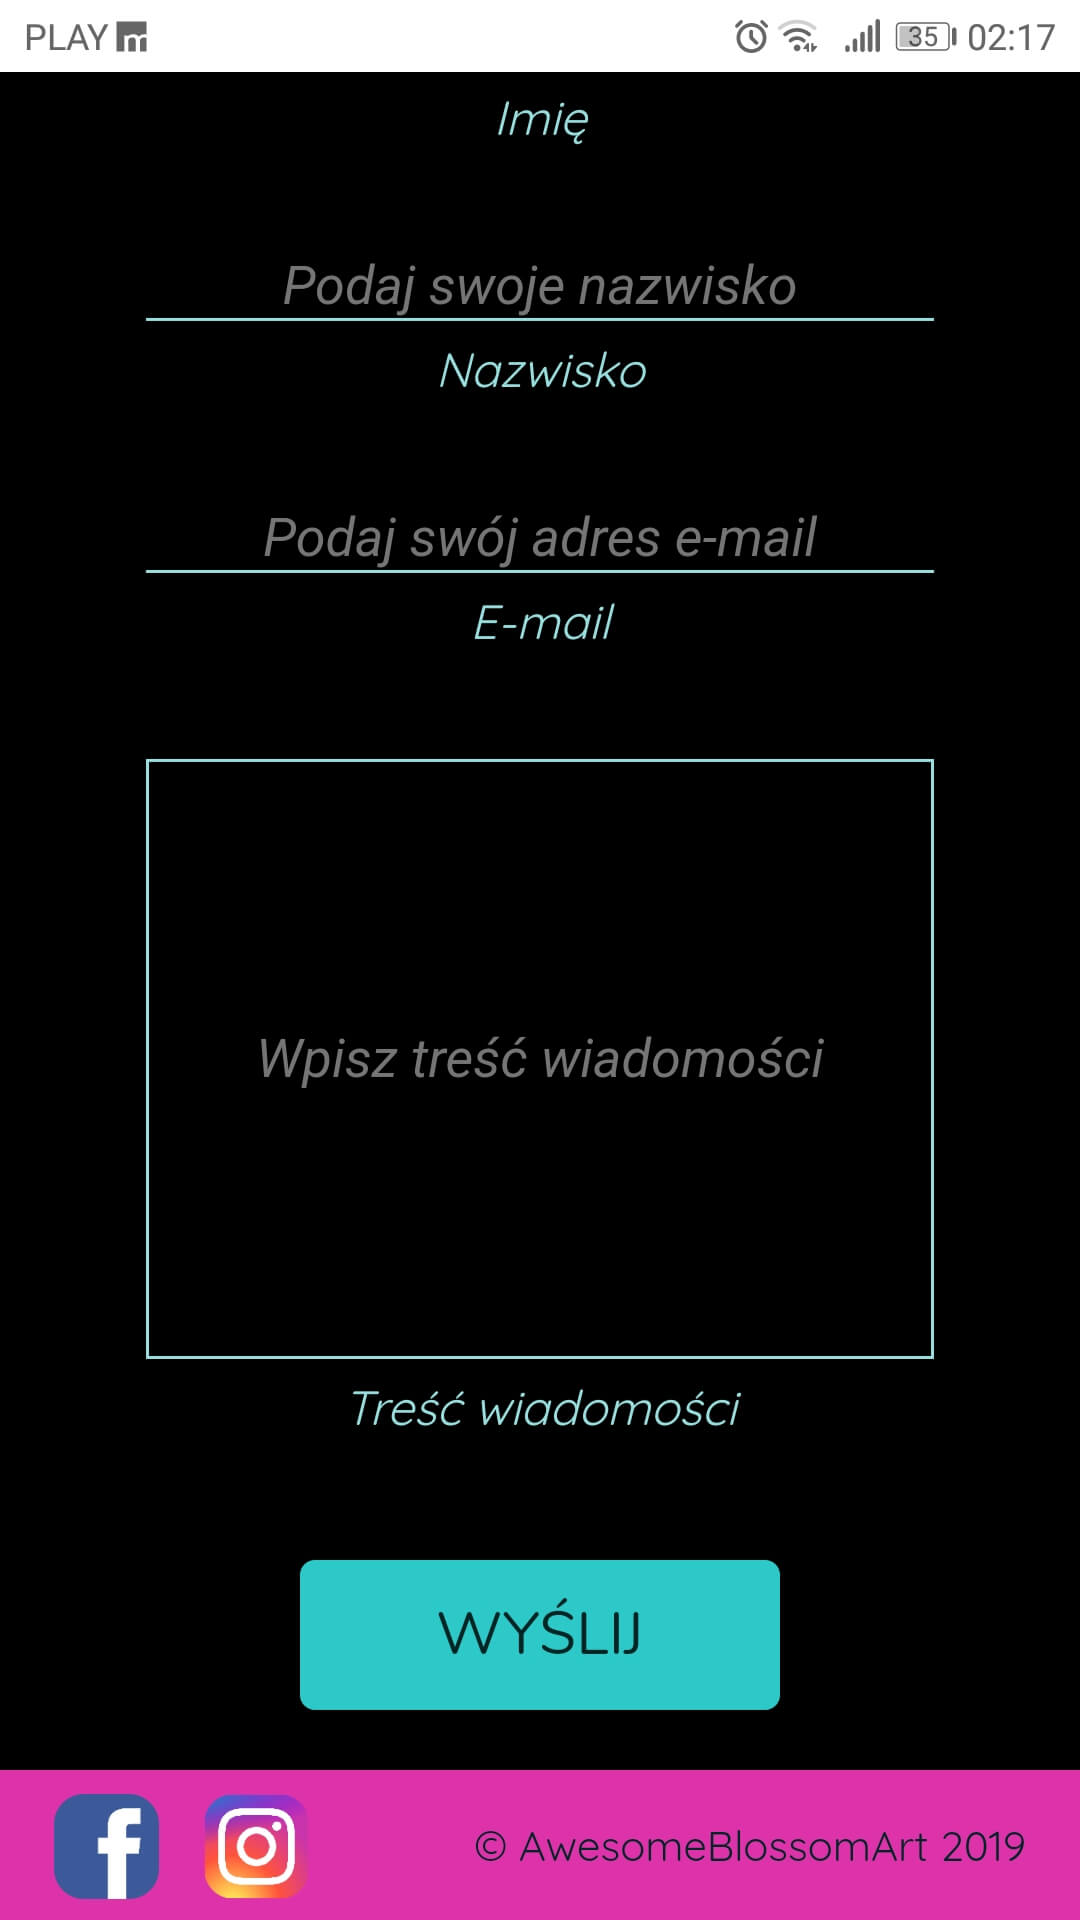 PLAY
35
02:17
Imię
Podaj swoje nazwisko
Nazwisko
Podaj swój adres e-mail
E-mail
Wpisz treść wiadomości
Treść wiadomości
WYŚLIJ
© AwesomeBlossomArt 2019